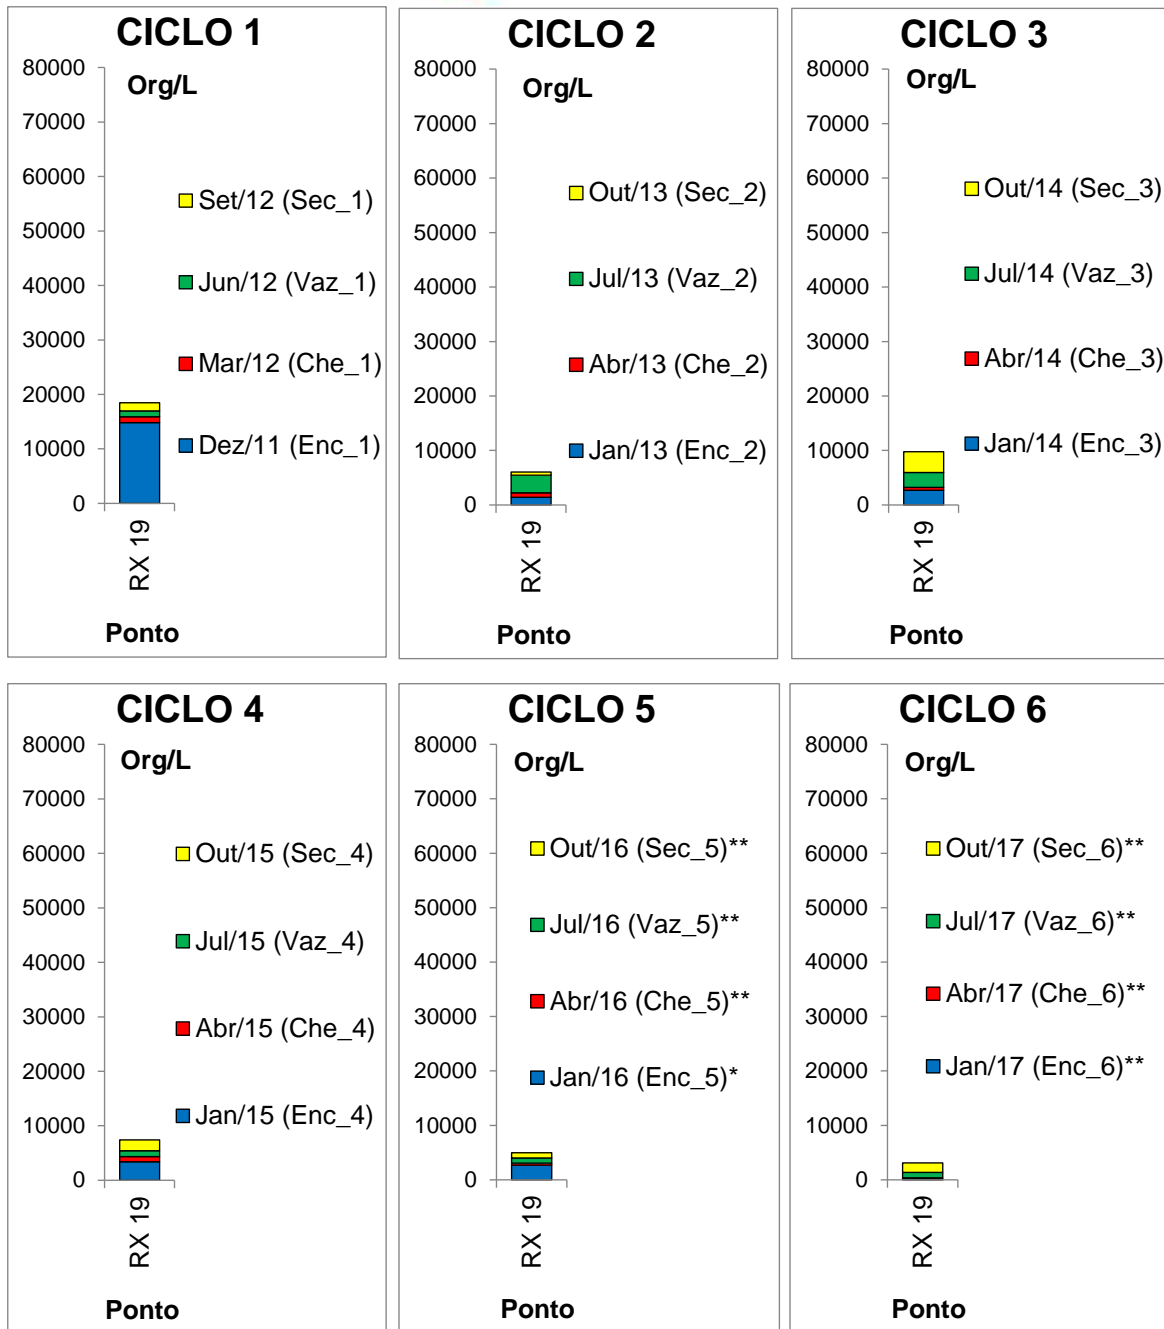 CICLO 1
80000
Org/L
70000
60000
Set/12 (Sec_1)
50000
40000
Jun/12 (Vaz_1)
30000
Mar/12 (Che_1)
20000
10000
Dez/11 (Enc_1)
0
RX 19
Ponto
CICLO 2
80000
Org/L
70000
60000
Out/13 (Sec_2)
50000
40000
Jul/13 (Vaz_2)
30000
Abr/13 (Che_2)
20000
10000
Jan/13 (Enc_2)
0
RX 19
Ponto
CICLO 3
80000
Org/L
70000
60000
Out/14 (Sec_3)
50000
40000
Jul/14 (Vaz_3)
30000
Abr/14 (Che_3)
20000
10000
Jan/14 (Enc_3)
0
RX 19
Ponto
CICLO 4
80000
Org/L
70000
60000
Out/15 (Sec_4)
50000
40000
Jul/15 (Vaz_4)
30000
Abr/15 (Che_4)
20000
10000
Jan/15 (Enc_4)
0
RX 19
Ponto
CICLO 5
80000
Org/L
70000
60000
Out/16 (Sec_5)**
50000
Jul/16 (Vaz_5)**
40000
Abr/16 (Che_5)**
30000
20000
Jan/16 (Enc_5)*
10000
0
RX 19
Ponto
CICLO 6
80000
Org/L
70000
60000
Out/17 (Sec_6)**
50000
Jul/17 (Vaz_6)**
40000
Abr/17 (Che_6)**
30000
20000
Jan/17 (Enc_6)**
10000
0
RX 19
Ponto